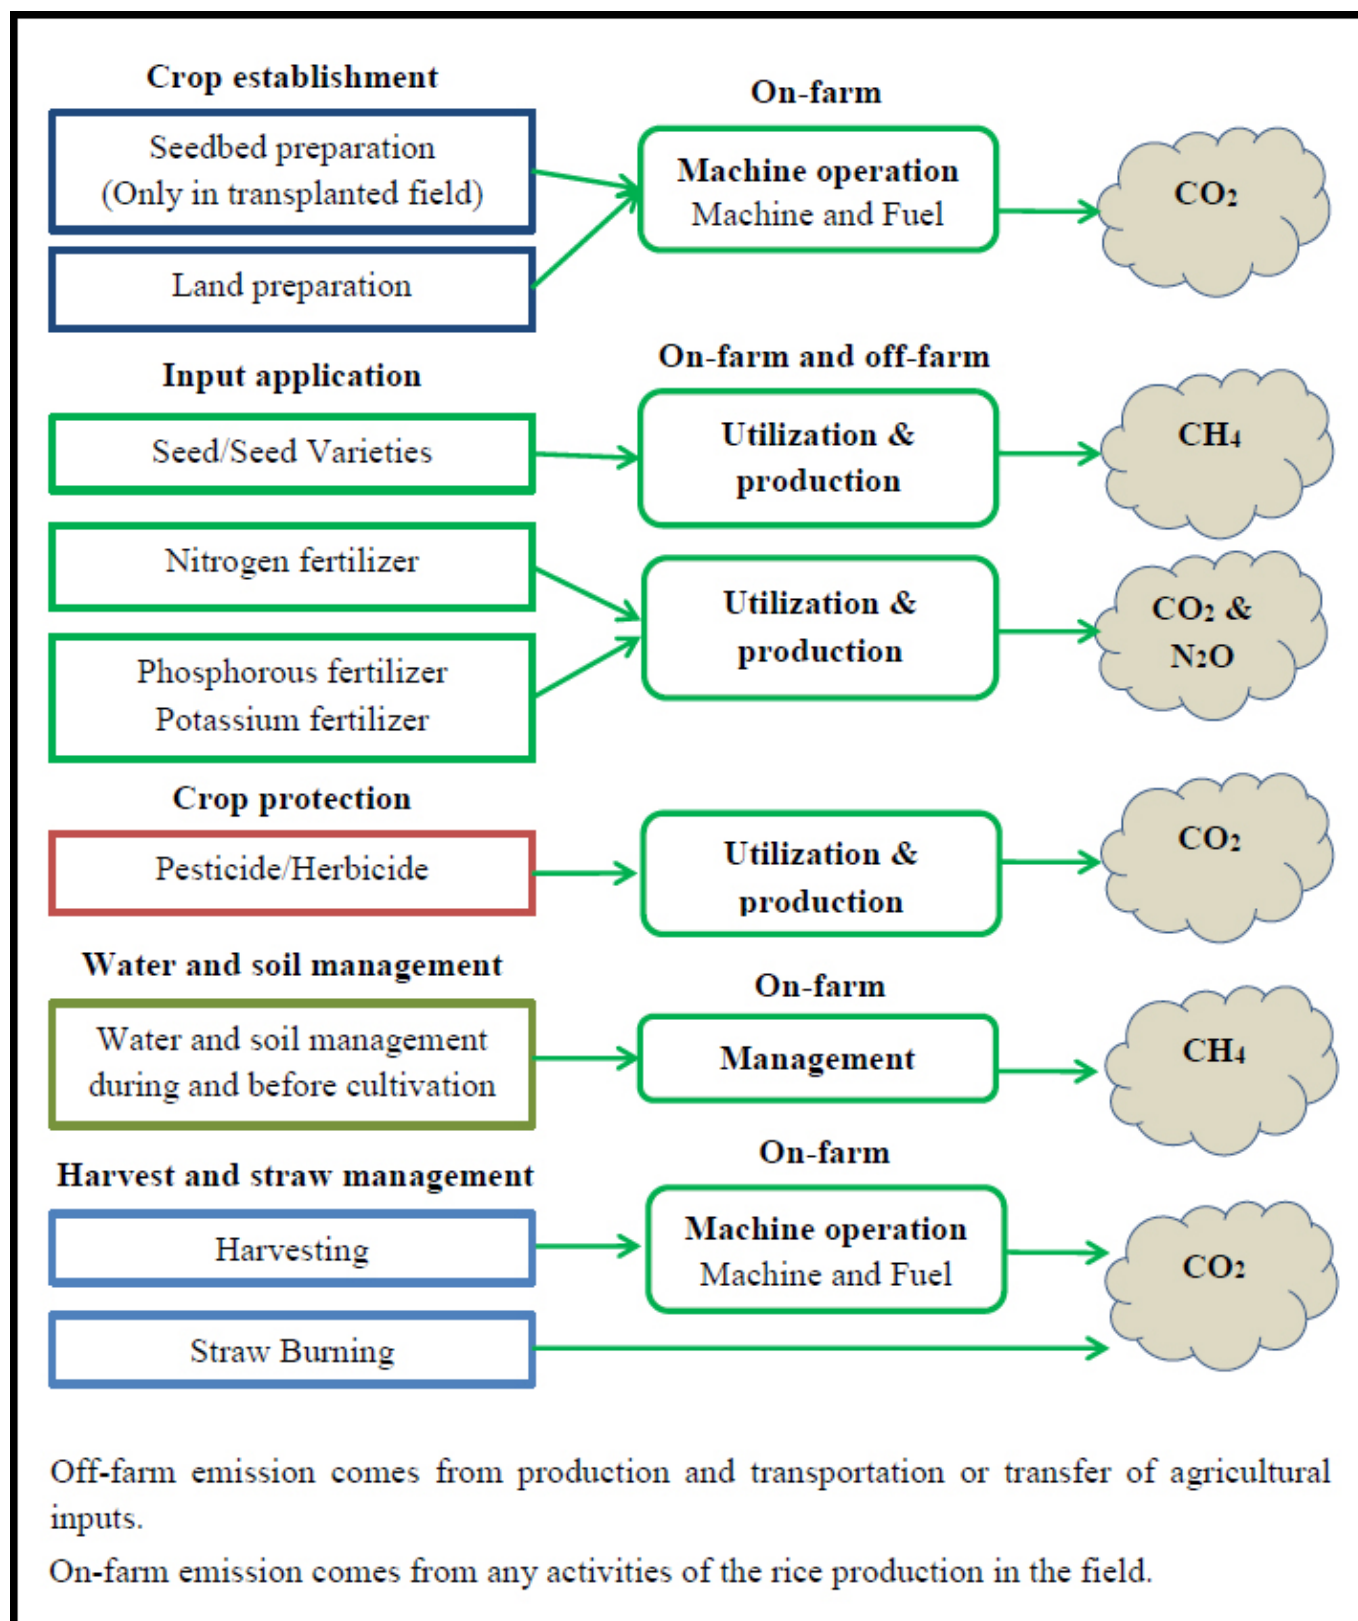 Crop establishment
On-farm
Seedbed preparation
(Only in transplanted field)
Machine operation
Machine and Fuel
CO2
Land preparation
On-farm and off-farm
Input application
Seed/Seed Varieties
Utilization &
production
CH4
Nitrogen fertilizer
Phosphorous fertilizer
Potassium fertilizer
Utilization &
production
CO2 &
N2O
Crop protection
Pesticide/Herbicide
Utilization &
production
CO2
Water and soil management
On-farm
Water and soil management
during and before cultivation
Management
CH4
On-farm
Harvest and straw management
Harvesting
Machine operation
Machine and Fuel
CO2
Straw Burning
Off-farm emission comes from production and transportation or transfer of agricultural
inputs.
On-farm emission comes from any activities of the rice production in the field.